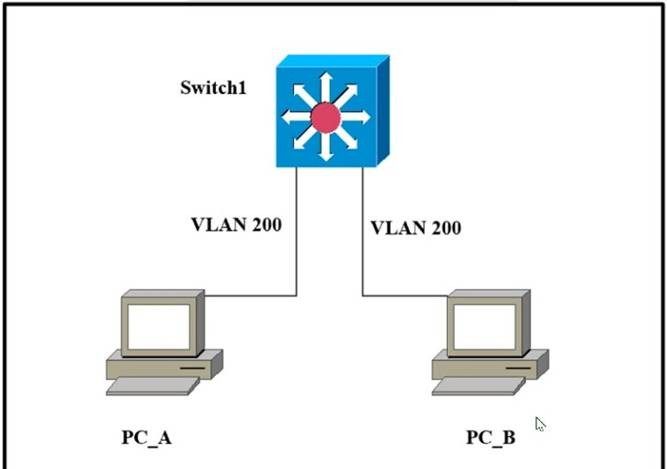 Switch1
VLAN 200
VLAN 200
PC_A
PC_B